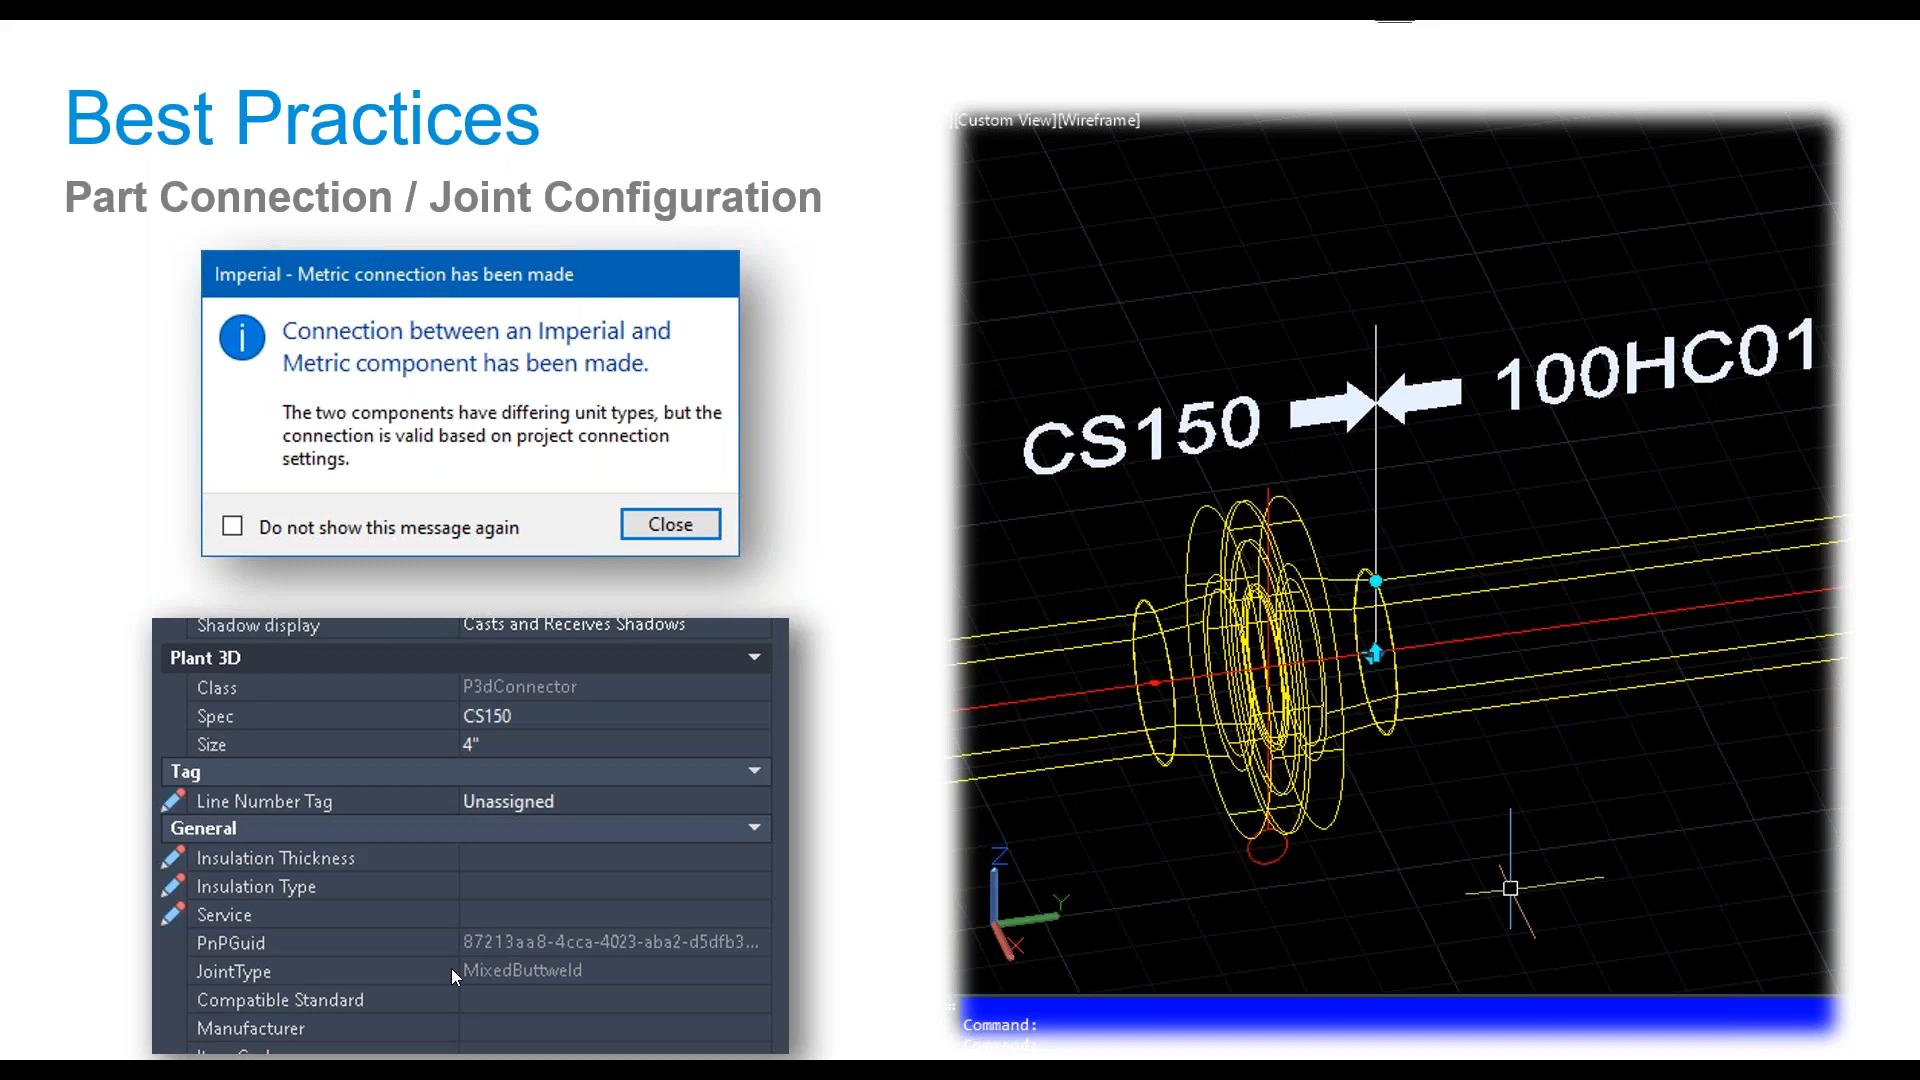 Best Practices
Part Connection / Joint Configuration
Imperial - Metric connection has been made
i
Connection between an Imperial and
Metric component has been made.
The two components have differing unit types, but the
connection is valid based on project connection
settings.
Do not show this message again
Close
Shadow display Casts and Receives Shadows
Plant 3D
Class P3dConnector
Spec CS150
Size 4"
Tag
Line Number Tag Unassigned
General
Insulation Thickness
Insulation Type
Service
PnPGuid 87213aa8-4cca-4023-aba2-d5dfb3...
JointType MixedButtweld
Compatible Standard
Manufacturer
][Custom View][Wireframe]
CS150 100HC01
Z
Y
X
Command:
Command: